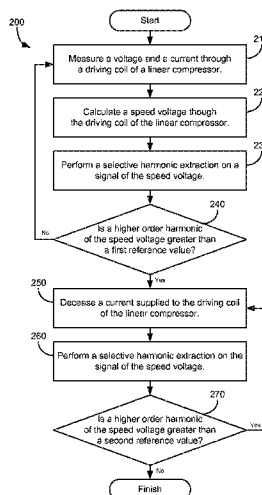 Start
200
21
Measure a voltage and a current through
a driving coil of a linear compressor.
22
Calculate a speed voltage though
the driving coil of the linear compressor.
23
Perform a selective harmonic extraction on a
signal of the speed voltage.
240
Is a higher order harmonic
of the speed voltage greater than
a first reference value?
No
Yes
250
Decease a current supplied to the driving coil
of the linear compressor.
260
Perform a selective harmonic extraction on the
signal of the speed voltage.
270
Is a higher order harmonic
of the speed voltage greater than
a second reference value?
Yes
No
Finish